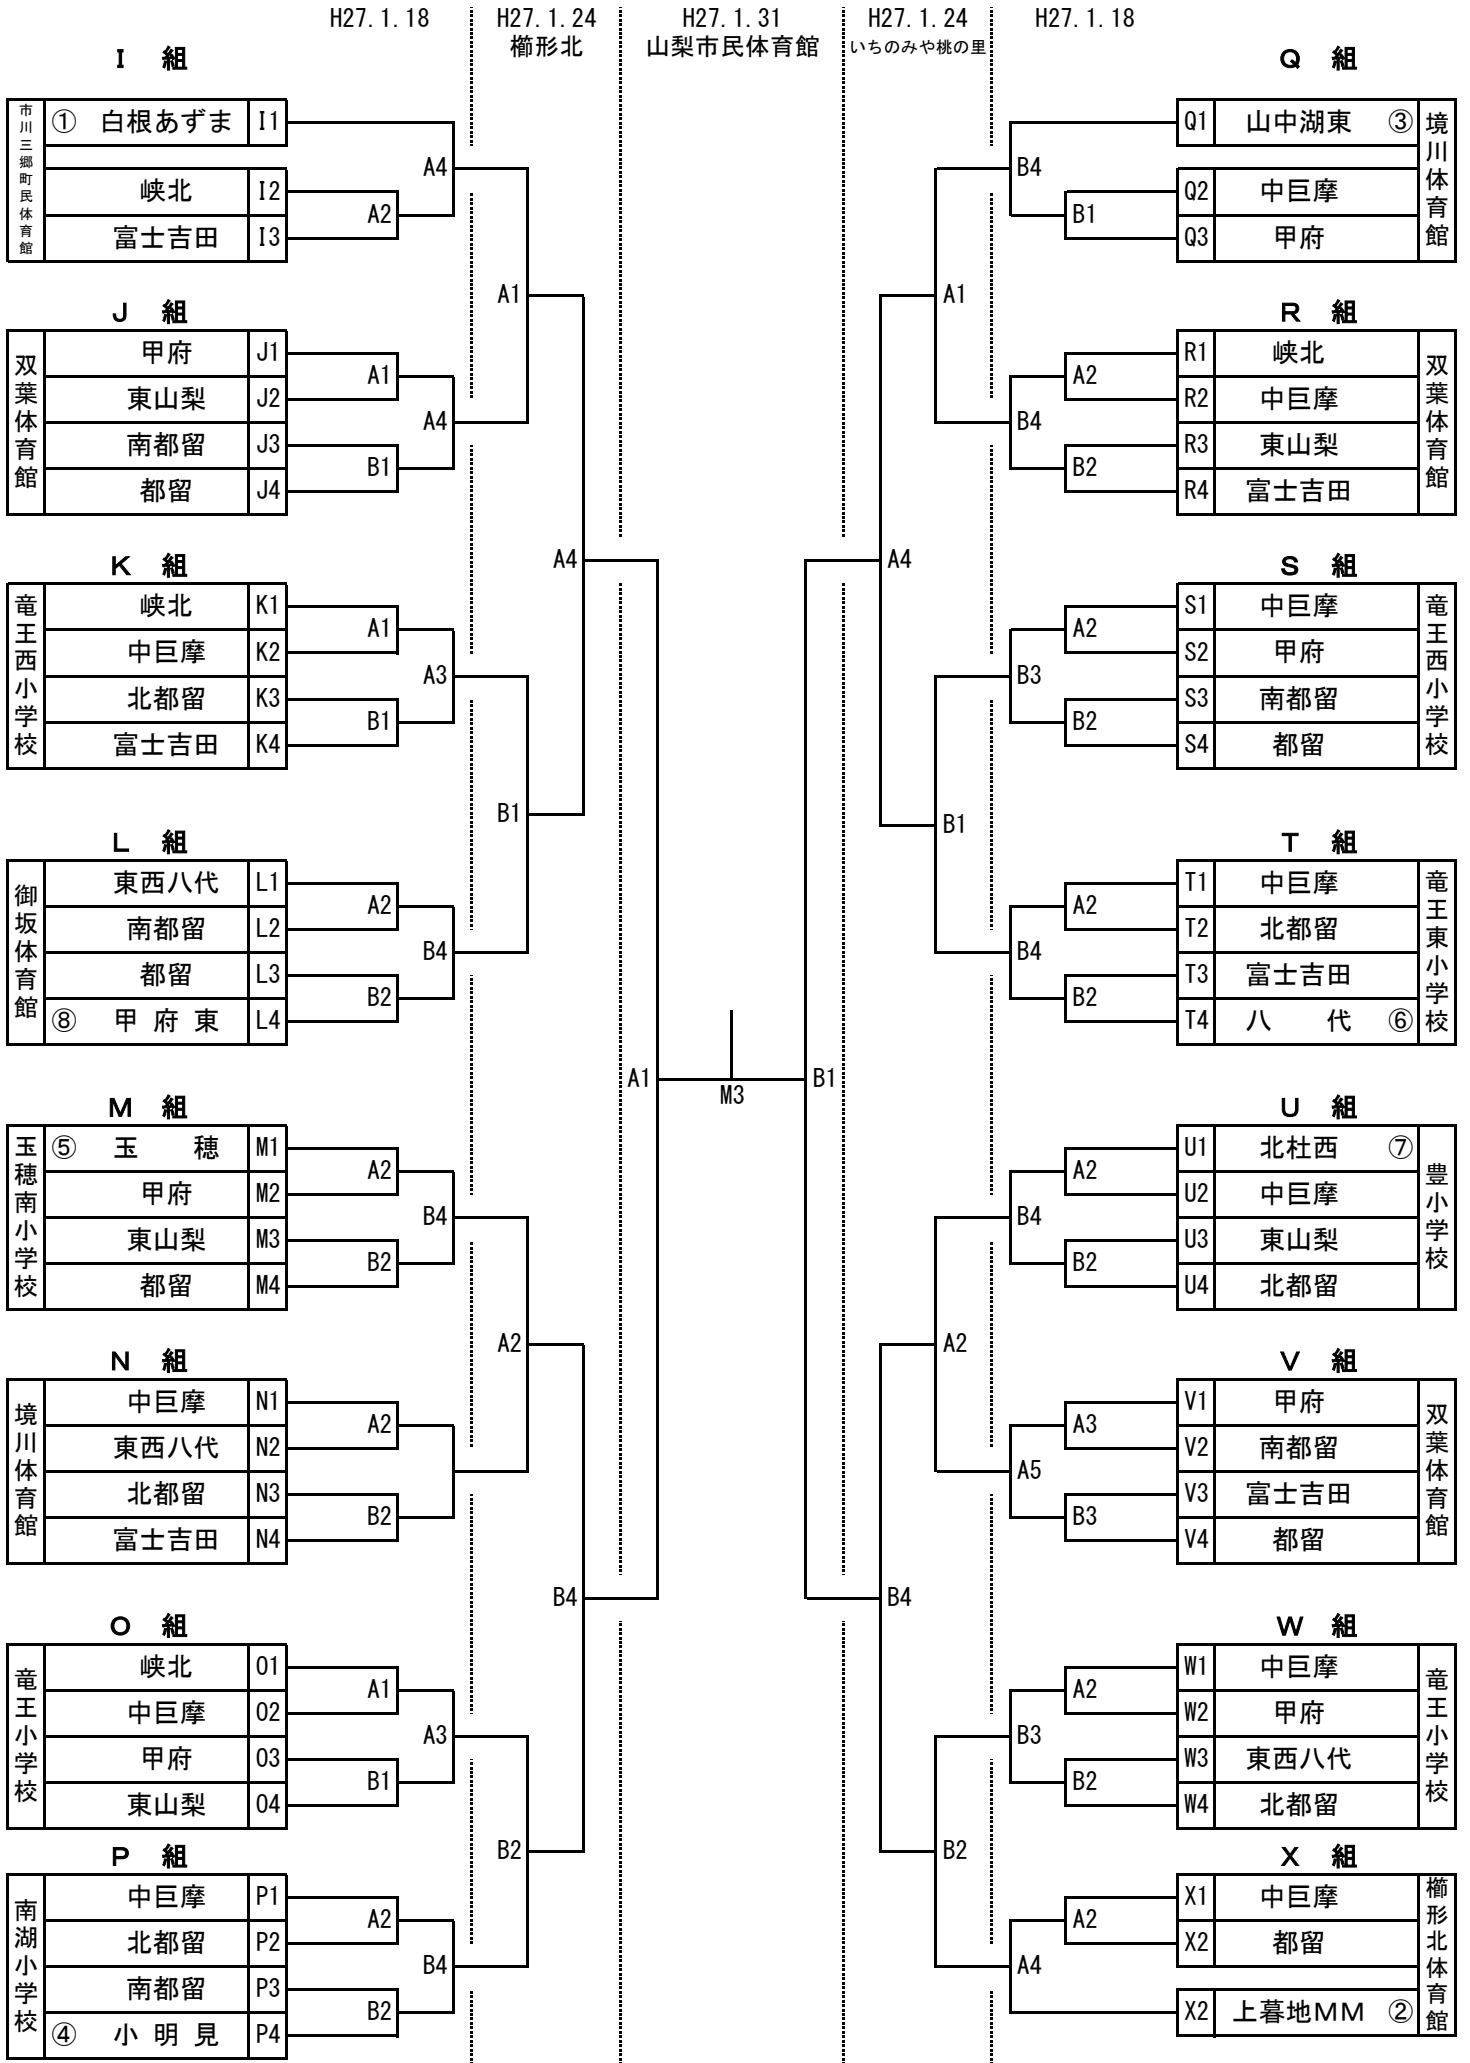 H27.1.18 H27.1.24 H27.1.31 H27.1.24 H27.1.18
櫛形北 山梨市民体育館 いちのみや桃の里
I 組
市川三郷町民体育館
① 白根あずま I1
峡北 I2
富士吉田 I3
A2
A4
J 組
双葉体育館
甲府 J1
東山梨 J2
南都留 J3
都留 J4
A1
B1
A4
A1
K 組
竜王西小学校
峡北 K1
中巨摩 K2
北都留 K3
富士吉田 K4
A1
B1
A3
L 組
御坂体育館
東西八代 L1
南都留 L2
都留 L3
⑧ 甲府東 L4
A2
B2
B4
B1
A4
M 組
玉穂南小学校
⑤ 玉穂 M1
甲府 M2
東山梨 M3
都留 M4
A2
B2
B4
N 組
境川体育館
中巨摩 N1
東西八代 N2
北都留 N3
富士吉田 N4
A2
B2
A2
O 組
竜王小学校
峡北 O1
中巨摩 O2
甲府 O3
東山梨 O4
A1
B1
A3
P 組
南湖小学校
中巨摩 P1
北都留 P2
南都留 P3
④ 小明見 P4
A2
B2
B4
B2
B4
A1
M3
B1
Q 組
境川体育館
Q1 山中湖東 ③
Q2 中巨摩
Q3 甲府
B1
B4
R 組
双葉体育館
R1 峡北
R2 中巨摩
R3 東山梨
R4 富士吉田
A2
B2
B4
A1
S 組
竜王西小学校
S1 中巨摩
S2 甲府
S3 南都留
S4 都留
A2
B2
B3
T 組
竜王東小学校
T1 中巨摩
T2 北都留
T3 富士吉田
T4 八代 ⑥
A2
B2
B4
B1
A4
U 組
豊小学校
U1 北杜西 ⑦
U2 中巨摩
U3 東山梨
U4 北都留
A2
B2
B4
V 組
双葉体育館
V1 甲府
V2 南都留
V3 富士吉田
V4 都留
A3
B3
A5
A2
W 組
竜王小学校
W1 中巨摩
W2 甲府
W3 東西八代
W4 北都留
A2
B2
B3
X 組
櫛形北体育館
X1 中巨摩
X2 都留
X2 上暮地MM ②
A2
A4
B2
B4